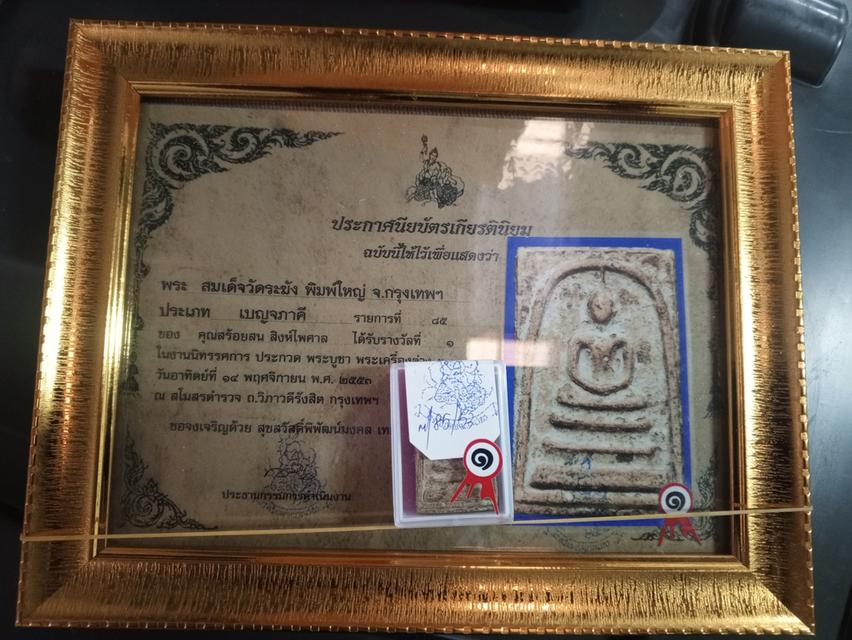 ประกาศนียบัตรเกียรตินิยม
ฉบับนี้ให้ไว้เพื่อแสดงว่า
พระ สมเด็จวัดระฆัง พิมพ์ใหญ่ จ.กรุงเทพฯ
ประเภท เบญจภาคี รายการที่ ๘๕
ของ คุณสร้อยสน สิงห์ไพศาล ได้รับรางวัลที่ ๑
ในงานนิทรรศการ ประกวด พระบูชา พระเครื่อง
วันอาทิตย์ที่ ๑๔ พฤศจิกายน พ.ศ. ๒๕๕๓
ณ สโมสรตำรวจ ถ.วิภาวดีรังสิต กรุงเทพฯ
ขอจงเจริญด้วย สุขสวัสดิ์พิพัฒน์มงคล
ประธานกรรมการดำเนินงาน
๑
๑